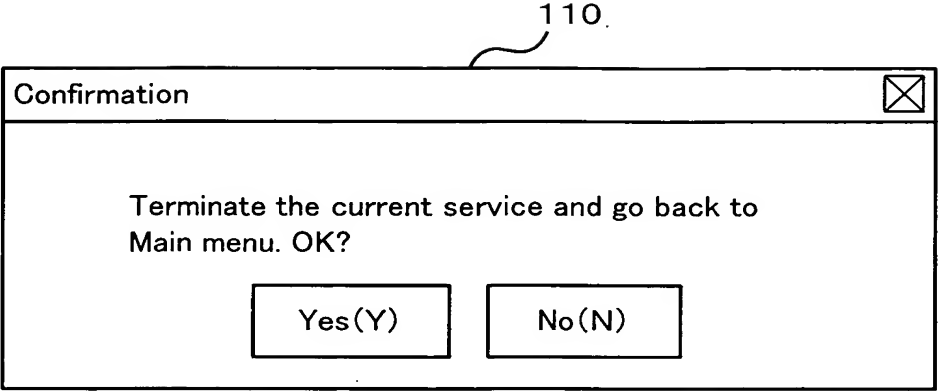 110
Confirmation
Terminate the current service and go back to
Main menu. OK?
Yes(Y) No(N)